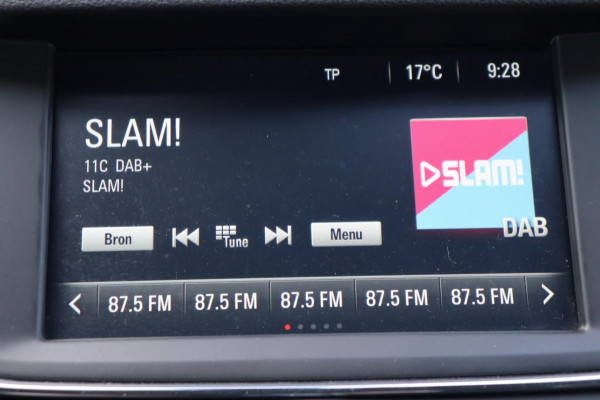 TP 17°C 9:28
SLAM!
11C DAB+
SLAM!
SLAM!
DAB
Bron Tune Menu
87.5 FM 87.5 FM 87.5 FM 87.5 FM 87.5 FM